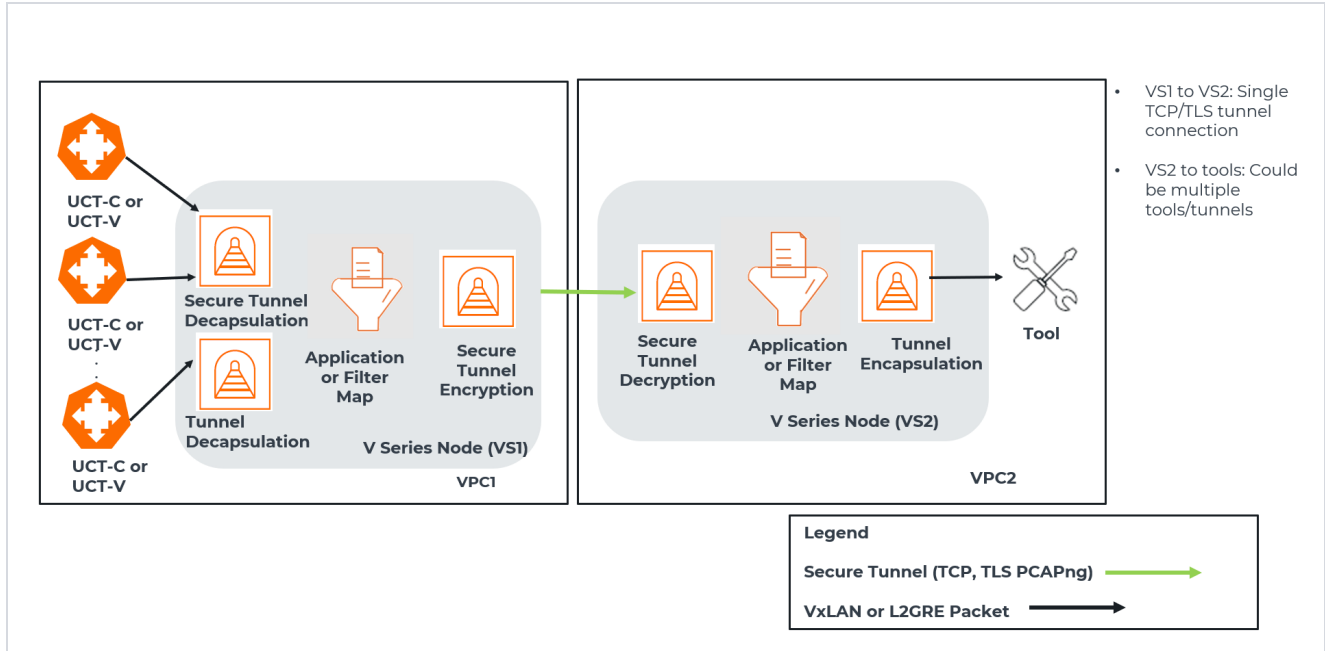 UCT-C or
UCT-V
UCT-C or
UCT-V
.
.
UCT-C or
UCT-V
Secure Tunnel
Decapsulation
Tunnel
Decapsulation
Application
or Filter
Map
Secure
Tunnel
Encryption
V Series Node (VS1)
VPC1
Secure
Tunnel
Decryption
Application
or Filter
Map
Tunnel
Encapsulation
V Series Node (VS2)
VPC2
Tool
• VS1 to VS2: Single
TCP/TLS tunnel
connection
• VS2 to tools: Could
be multiple
tools/tunnels
Legend
Secure Tunnel (TCP, TLS PCAPng)
VxLAN or L2GRE Packet